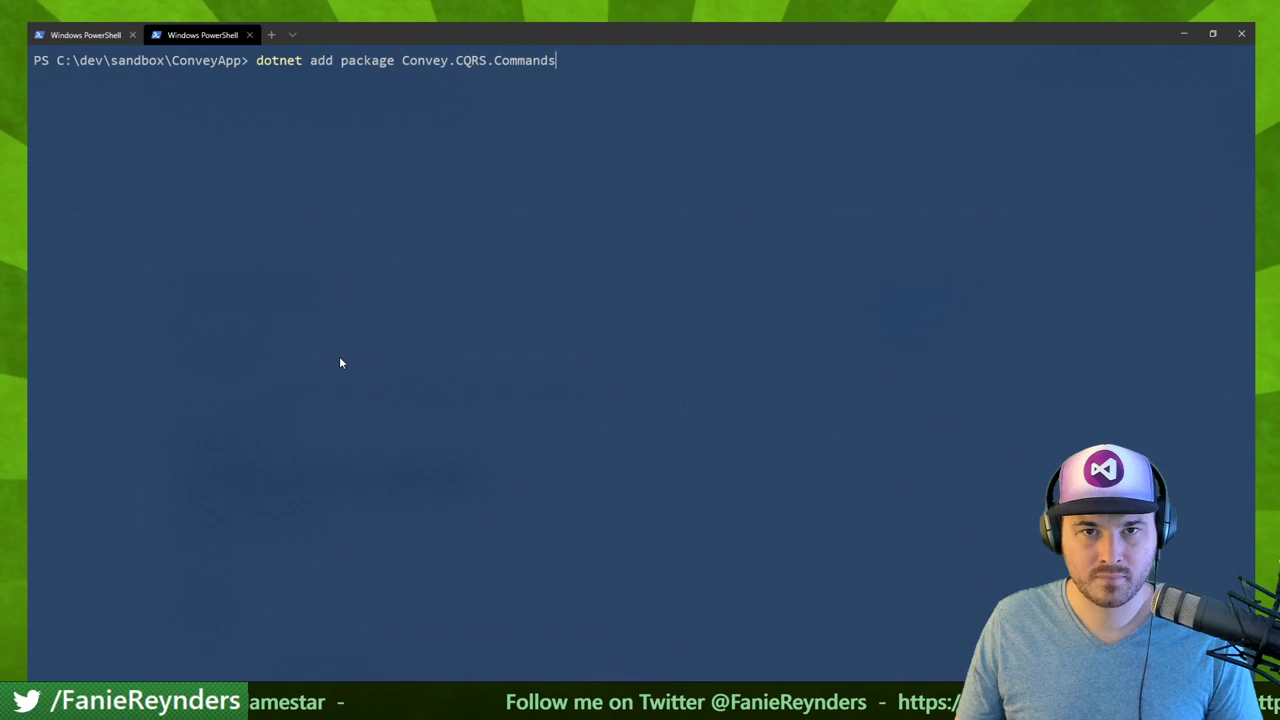 Windows PowerShell
Windows PowerShell
PS C:\dev\sandbox\ConveyApp> dotnet add package Convey.CQRS.Commands
/FanieReynders
amestar -
Follow me on Twitter @FanieReynders - https:/